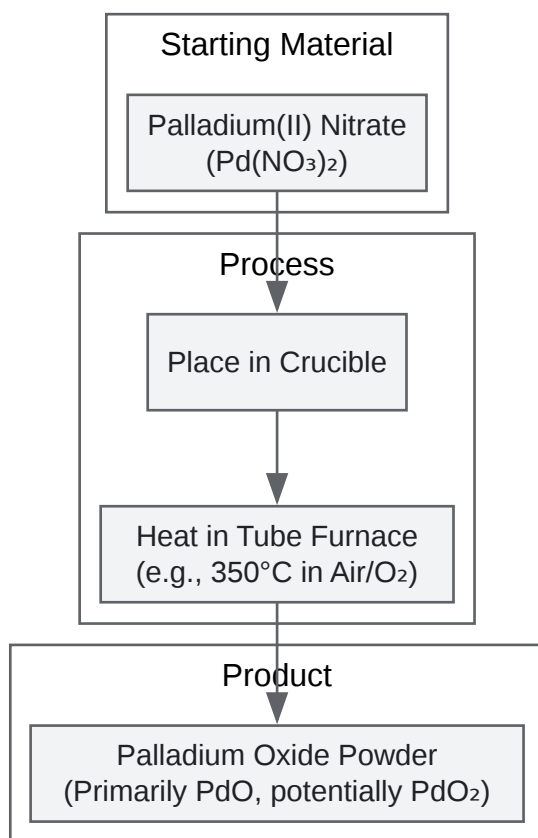 Starting Material
Palladium(II) Nitrate
(Pd(NO₃)₂)
Process
Place in Crucible
Heat in Tube Furnace
(e.g., 350°C in Air/O₂)
Product
Palladium Oxide Powder
(Primarily PdO, potentially PdO₂)